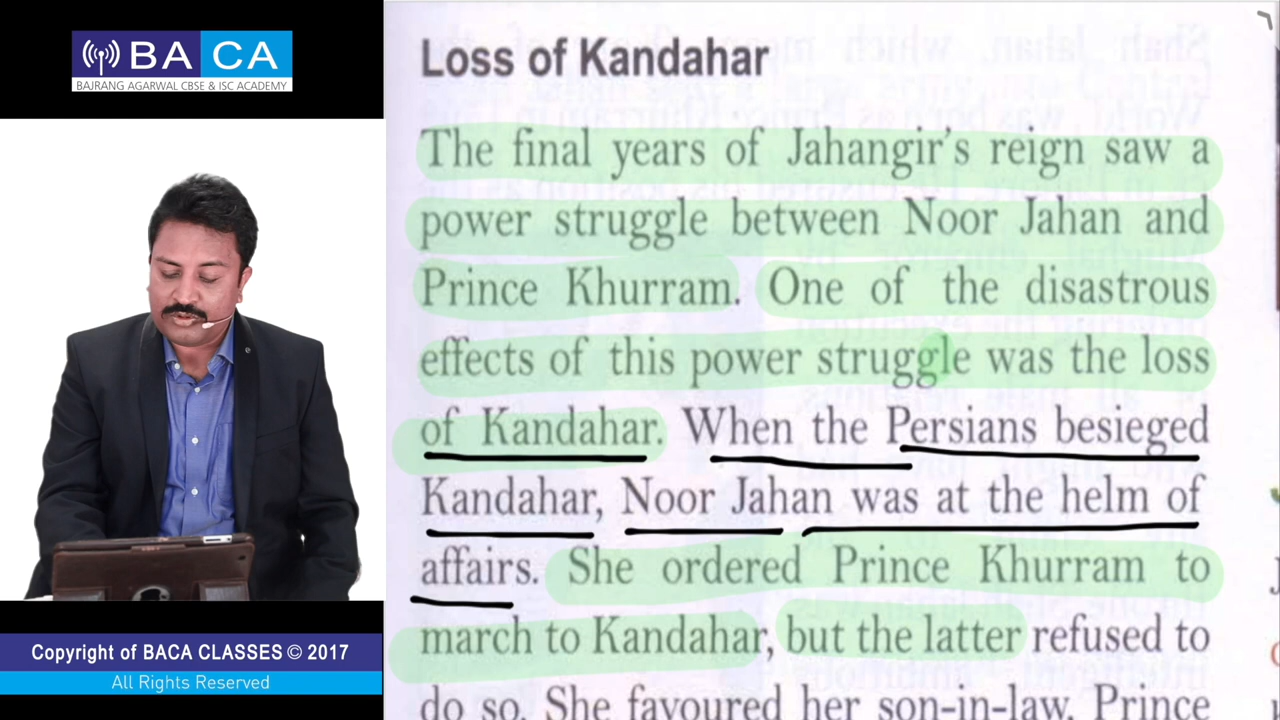 BACA
BAJRANG AGARWAL CBSE & ISC ACADEMY
Loss of Kandahar
The final years of Jahangir's reign saw a
power struggle between Noor Jahan and
Prince Khurram. One of the disastrous
effects of this power struggle was the loss
of Kandahar. When the Persians besieged
Kandahar, Noor Jahan was at the helm of
affairs. She ordered Prince Khurram to
march to Kandahar, but the latter refused to
do so. She favoured her son-in-law, Prince
Copyright of BACA CLASSES © 2017
All Rights Reserved